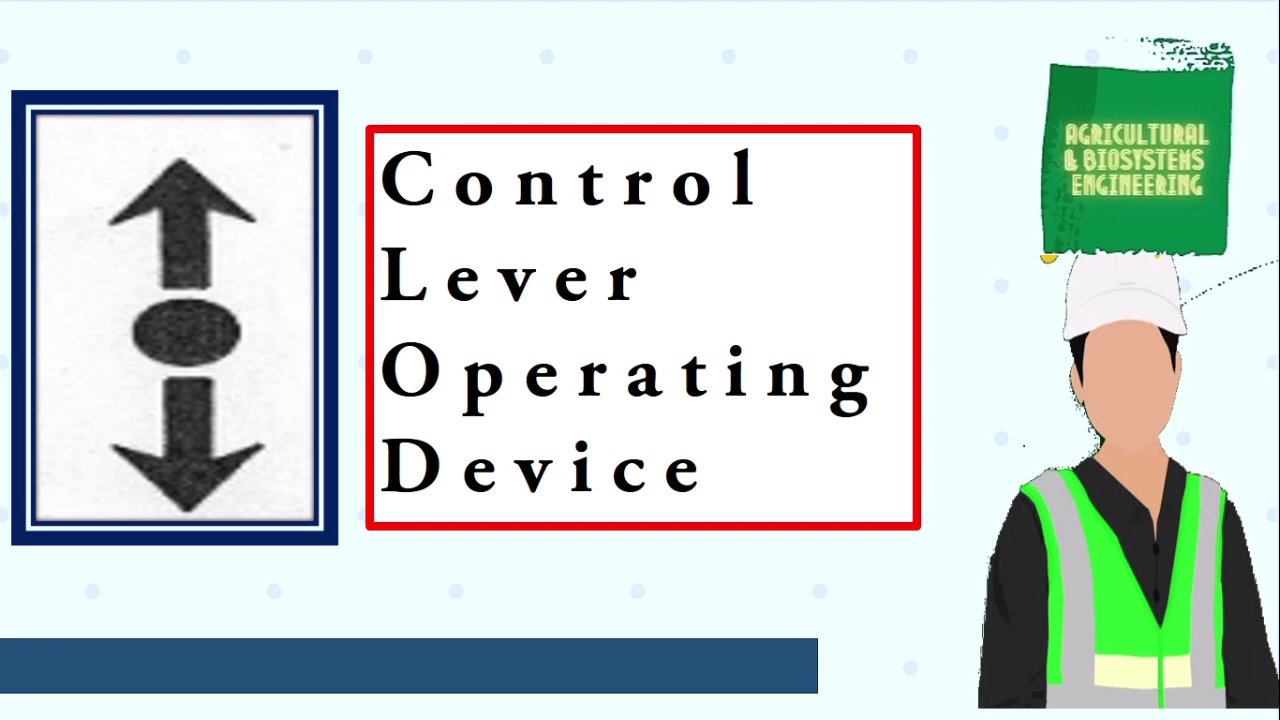 Control
Lever
Operating
Device
AGRICULTURAL
& BIOSYSTEMS
ENGINEERING